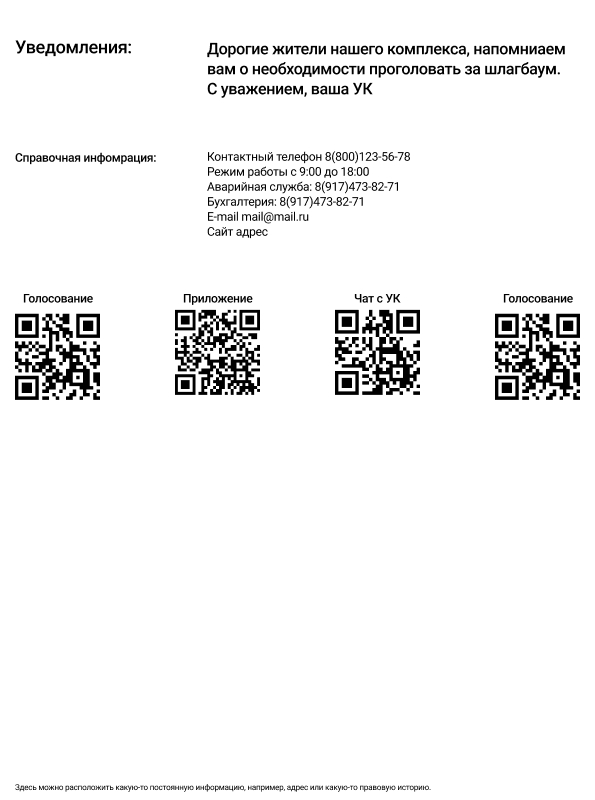 Уведомления:
Дорогие жители нашего комплекса, напомниаем
вам о необходимости проголовать за шлагбаум.
С уважением, ваша УК
Справочная инфомрация:
Контактный телефон 8(800)123-56-78
Режим работы с 9:00 до 18:00
Аварийная служба: 8(917)473-82-71
Бухгалтерия: 8(917)473-82-71
E-mail mail@mail.ru
Сайт адрес
Голосование
Приложение
Чат с УК
Голосование
Здесь можно расположить какую-то постоянную информацию, например, адрес или какую-то правовую историю.